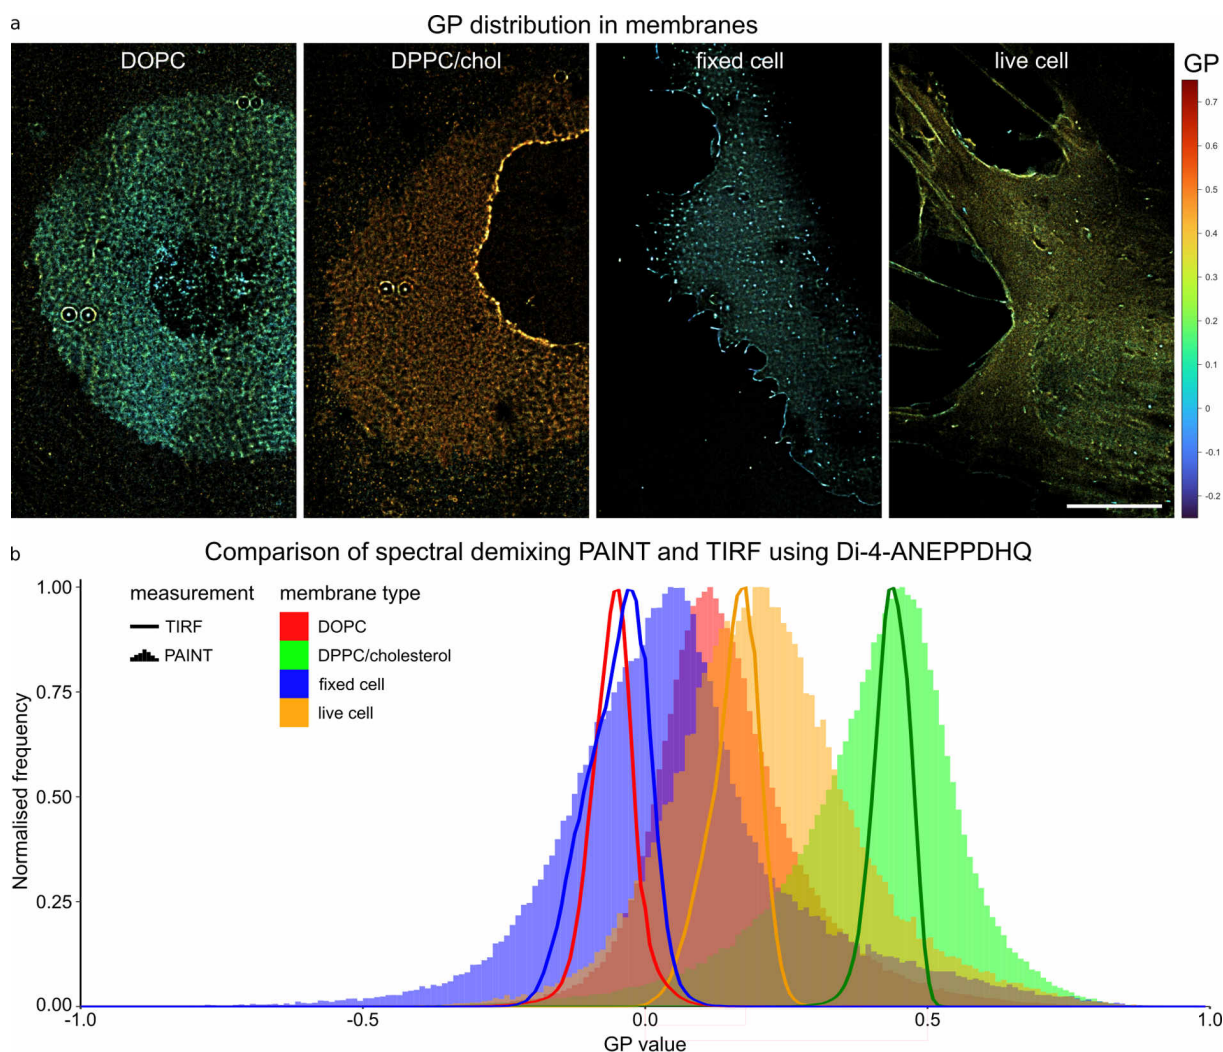 a
GP distribution in membranes
DOPC
DPPC/chol
fixed cell
live cell
GP
0.7
0.6
0.5
0.4
0.3
0.2
0.1
0
-0.1
-0.2
b
Comparison of spectral demixing PAINT and TIRF using Di-4-ANEPPDHQ
measurement
TIRF
PAINT
membrane type
DOPC
DPPC/cholesterol
fixed cell
live cell
Normalised frequency
1.00
0.75
0.50
0.25
0.00
-1.0
-0.5
0.0
0.5
1.0
GP value